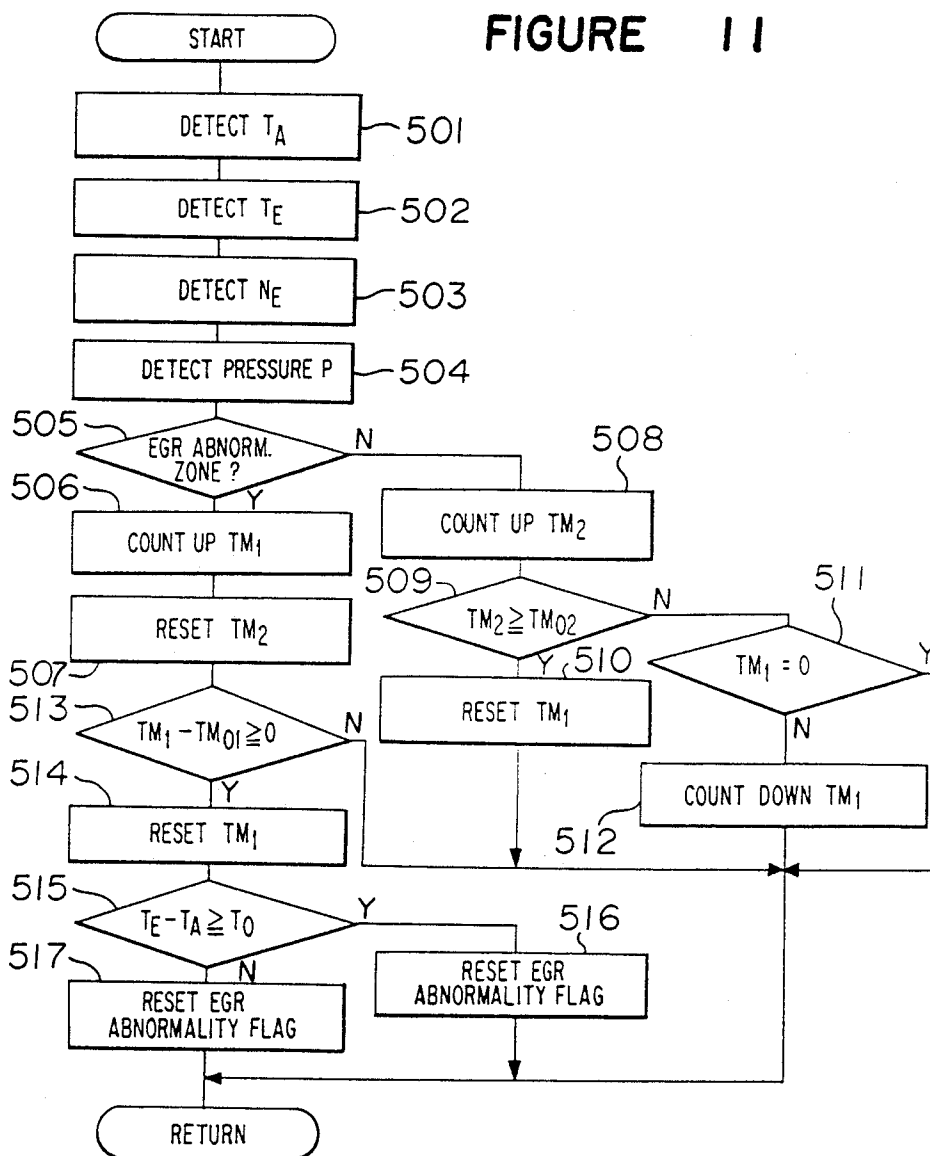 FIGURE 11
START
DETECT T_A
501
DETECT T_E
502
DETECT N_E
503
DETECT PRESSURE P
504
505
EGR ABNORM.
ZONE ?
N
Y
506
COUNT UP TM_1
508
COUNT UP TM_2
RESET TM_2
507
509
TM_2 ≧ TM_02
N
Y
511
TM_1 = 0
Y
N
510
RESET TM_1
513
TM_1 - TM_01 ≧ 0
N
Y
512
COUNT DOWN TM_1
514
RESET TM_1
515
T_E - T_A ≧ T_0
Y
N
516
RESET EGR
ABNORMALITY FLAG
517
RESET EGR
ABNORMALITY FLAG
RETURN